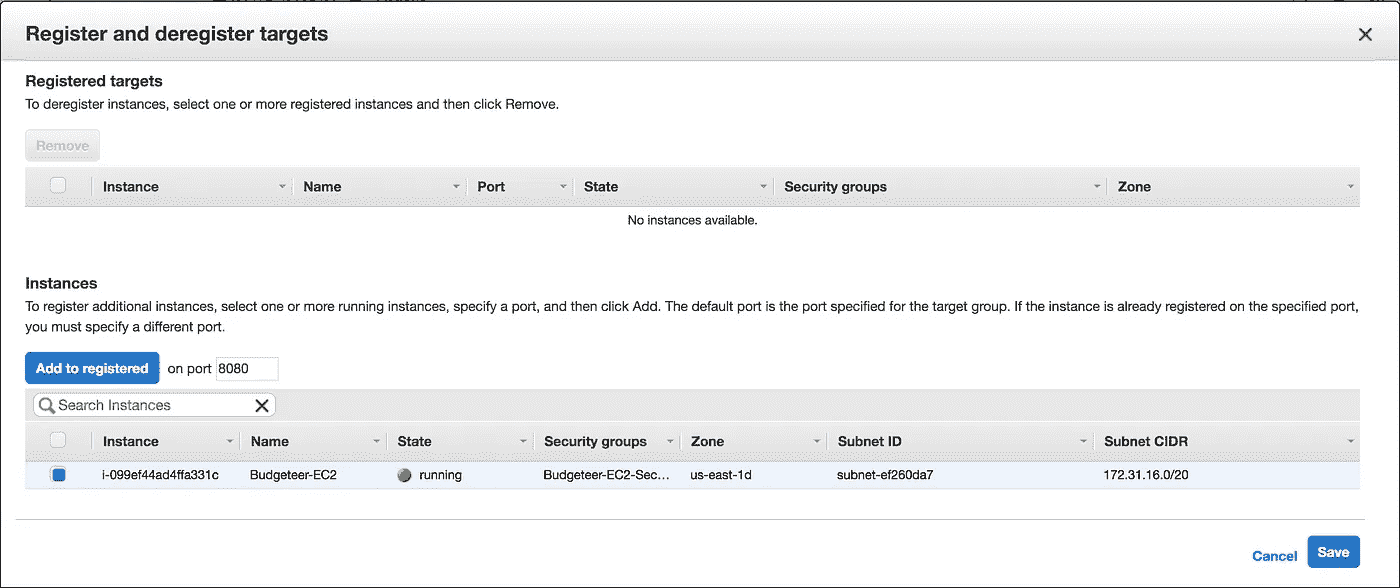 Register and deregister targets
Registered targets
To deregister instances, select one or more registered instances and then click Remove.
Remove
Instance Name Port State Security groups Zone
No instances available.
Instances
To register additional instances, select one or more running instances, specify a port, and then click Add. The default port is the port specified for the target group. If the instance is already registered on the specified port,
you must specify a different port.
Add to registered on port 8080
Search Instances
Instance Name State Security groups Zone Subnet ID Subnet CIDR
i-099ef44ad4ffa331c Budgeteer-EC2 running Budgeteer-EC2-Sec... us-east-1d subnet-ef260da7 172.31.16.0/20
Cancel Save